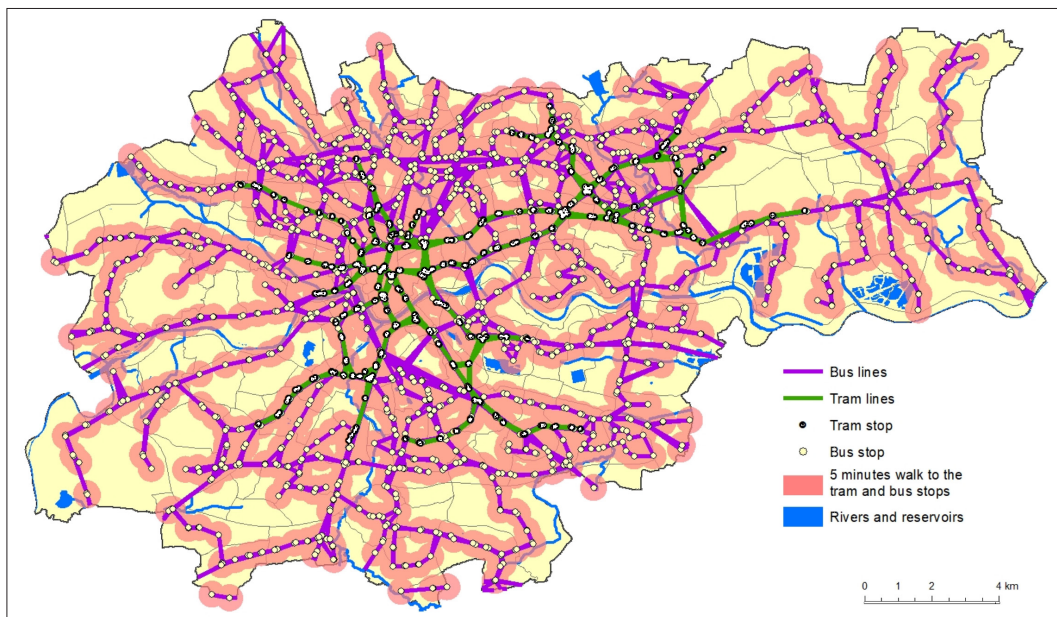 Bus lines
Tram lines
Tram stop
Bus stop
5 minutes walk to the
tram and bus stops
Rivers and reservoirs
0 1 2 4 km